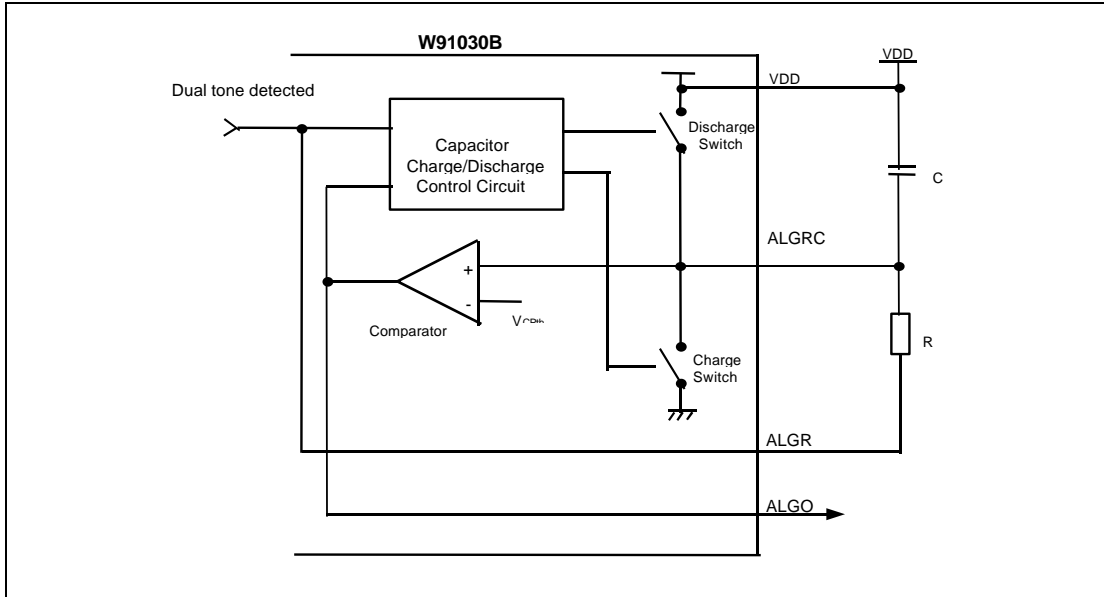 W91030B
VDD
VDD
Dual tone detected
Discharge
Switch
Capacitor
Charge/Discharge
Control Circuit
C
ALGRC
+
-
Comparator
R
Charge
Switch
ALGR
ALGO